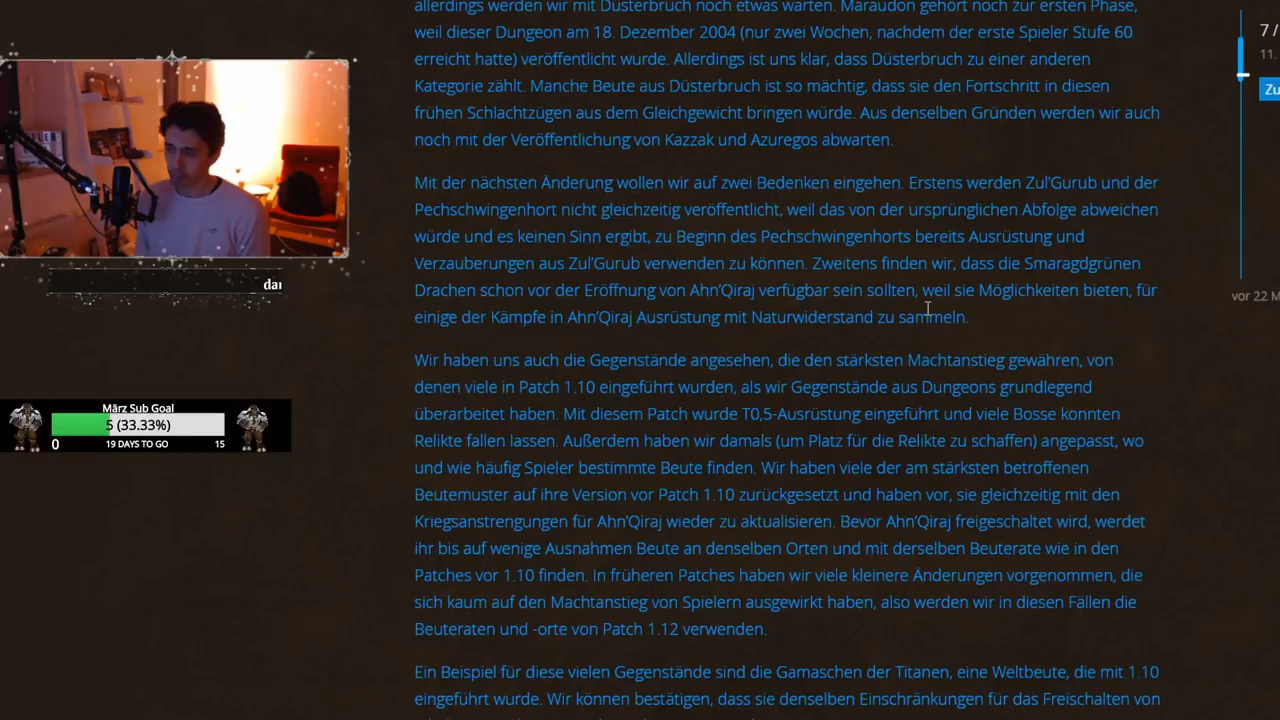 allerdings werden wir mit Düsterbruch noch etwas warten. Maraudon gehört noch zur ersten Phase,
weil dieser Dungeon am 18. Dezember 2004 (nur zwei Wochen, nachdem der erste Spieler Stufe 60
erreicht hatte) veröffentlicht wurde. Allerdings ist uns klar, dass Düsterbruch zu einer anderen
Kategorie zählt. Manche Beute aus Düsterbruch ist so mächtig, dass sie den Fortschritt in diesen
frühen Schlachtzügen aus dem Gleichgewicht bringen würde. Aus denselben Gründen werden wir auch
noch mit der Veröffentlichung von Kazzak und Azuregos abwarten.
Mit der nächsten Änderung wollen wir auf zwei Bedenken eingehen. Erstens werden Zul'Gurub und der
Pechschwingenhort nicht gleichzeitig veröffentlicht, weil das von der ursprünglichen Abfolge abweichen
würde und es keinen Sinn ergibt, zu Beginn des Pechschwingenhorts bereits Ausrüstung und
Verzauberungen aus Zul'Gurub verwenden zu können. Zweitens finden wir, dass die Smaragdgrünen
Drachen schon vor der Eröffnung von Ahn'Qiraj verfügbar sein sollten, weil sie Möglichkeiten bieten, für
einige der Kämpfe in Ahn'Qiraj Ausrüstung mit Naturwiderstand zu sammeln.
Wir haben uns auch die Gegenstände angesehen, die den stärksten Machtanstieg gewähren, von
denen viele in Patch 1.10 eingeführt wurden, als wir Gegenstände aus Dungeons grundlegend
überarbeitet haben. Mit diesem Patch wurde T0,5-Ausrüstung eingeführt und viele Bosse konnten
Relikte fallen lassen. Außerdem haben wir damals (um Platz für die Relikte zu schaffen) angepasst, wo
und wie häufig Spieler bestimmte Beute finden. Wir haben viele der am stärksten betroffenen
Beutemuster auf ihre Version vor Patch 1.10 zurückgesetzt und haben vor, sie gleichzeitig mit den
Kriegsanstrengungen für Ahn'Qiraj wieder zu aktualisieren. Bevor Ahn'Qiraj freigeschaltet wird, werdet
ihr bis auf wenige Ausnahmen Beute an denselben Orten und mit derselben Beuterate wie in den
Patches vor 1.10 finden. In früheren Patches haben wir viele kleinere Änderungen vorgenommen, die
sich kaum auf den Machtanstieg von Spielern ausgewirkt haben, also werden wir in diesen Fällen die
Beuteraten und -orte von Patch 1.12 verwenden.
Ein Beispiel für diese vielen Gegenstände sind die Gamaschen der Titanen, eine Weltbeute, die mit 1.10
eingeführt wurde. Wir können bestätigen, dass sie denselben Einschränkungen für das Freischalten von
7 /
11.
Zu
vor 22 M
dar
März Sub Goal
5 (33.33%)
0
19 DAYS TO GO
15